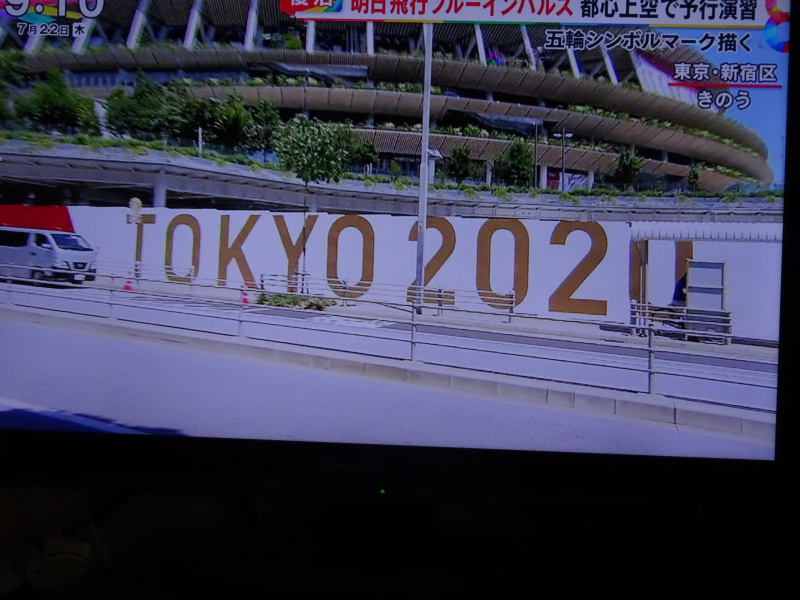 9:10
7月22日木
明日飛行ブルーインパルス 都心上空で予行演習
五輪シンボルマーク描く
東京・新宿区
きのう
TOKYO 2020
SHARP